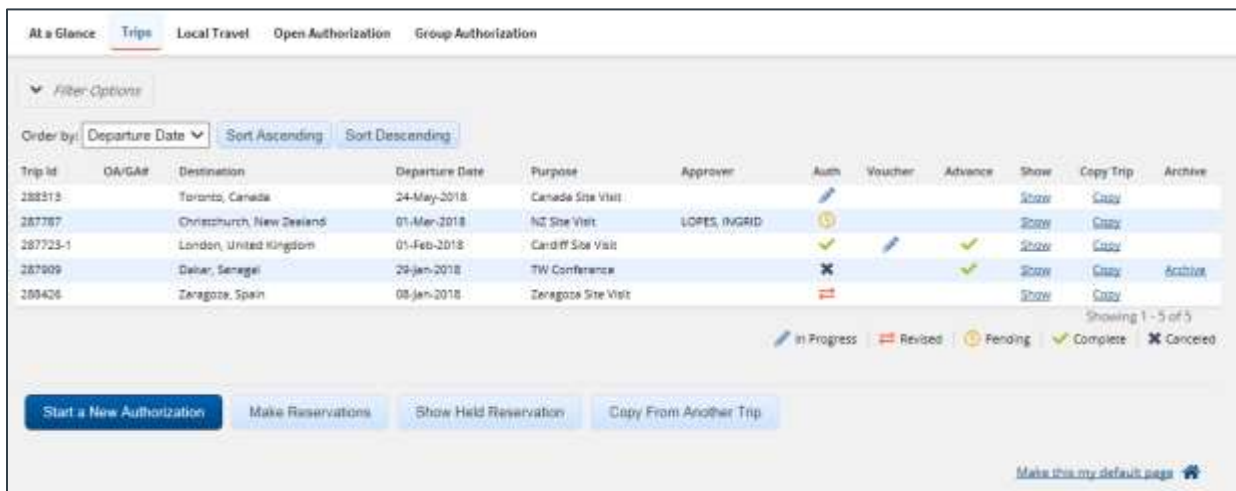 At a Glance Trips Local Travel Open Authorization Group Authorization
Filter Options
Order by: Departure Date Sort Ascending Sort Descending
Trip Id OA/GA# Destination Departure Date Purpose Approver Auth Voucher Advance Show Copy Trip Archive
288313 Toronto, Canada 24-May-2018 Canada Site Visit Show Copy
287787 Christchurch, New Zealand 01-Mar-2018 NZ Site Visit LOPES, INGRID Show Copy
287723-1 London, United Kingdom 01-Feb-2018 Cardiff Site Visit Show Copy
287909 Dakar, Senegal 29-Jan-2018 TW Conference Show Copy Archive
288426 Zaragoza, Spain 08-Jan-2018 Zaragoza Site Visit Show Copy
Showing 1 - 5 of 5
In Progress Revised Pending Complete Canceled
Start a New Authorization Make Reservations Show Held Reservation Copy From Another Trip
Make this my default page